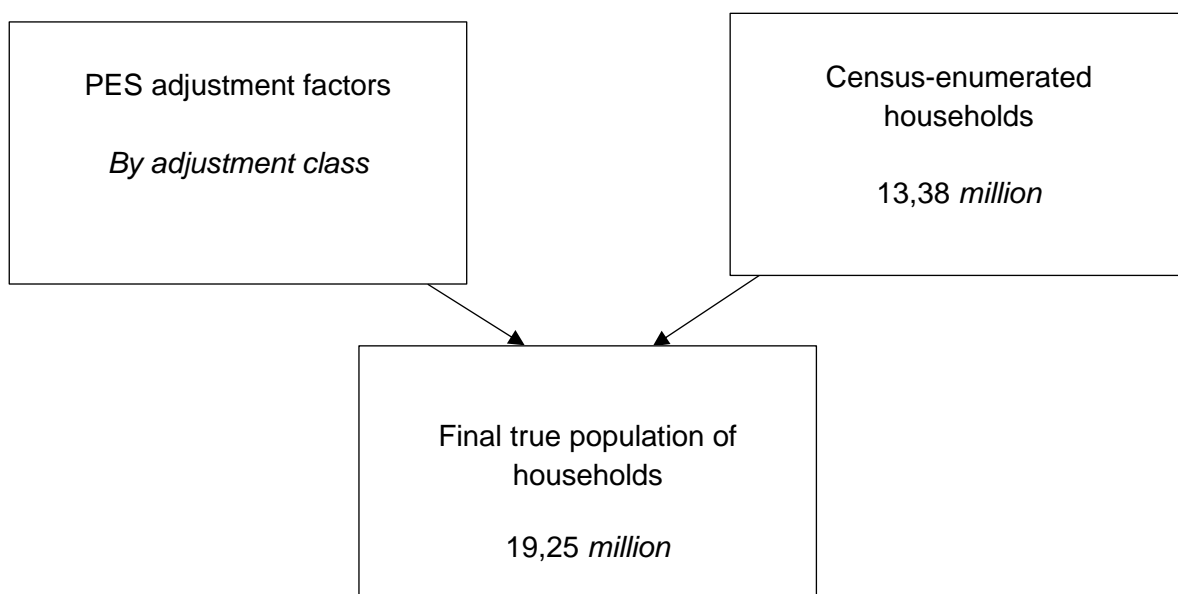 PES adjustment factors
By adjustment class
Census-enumerated
households
13,38 million
Final true population of
households
19,25 million